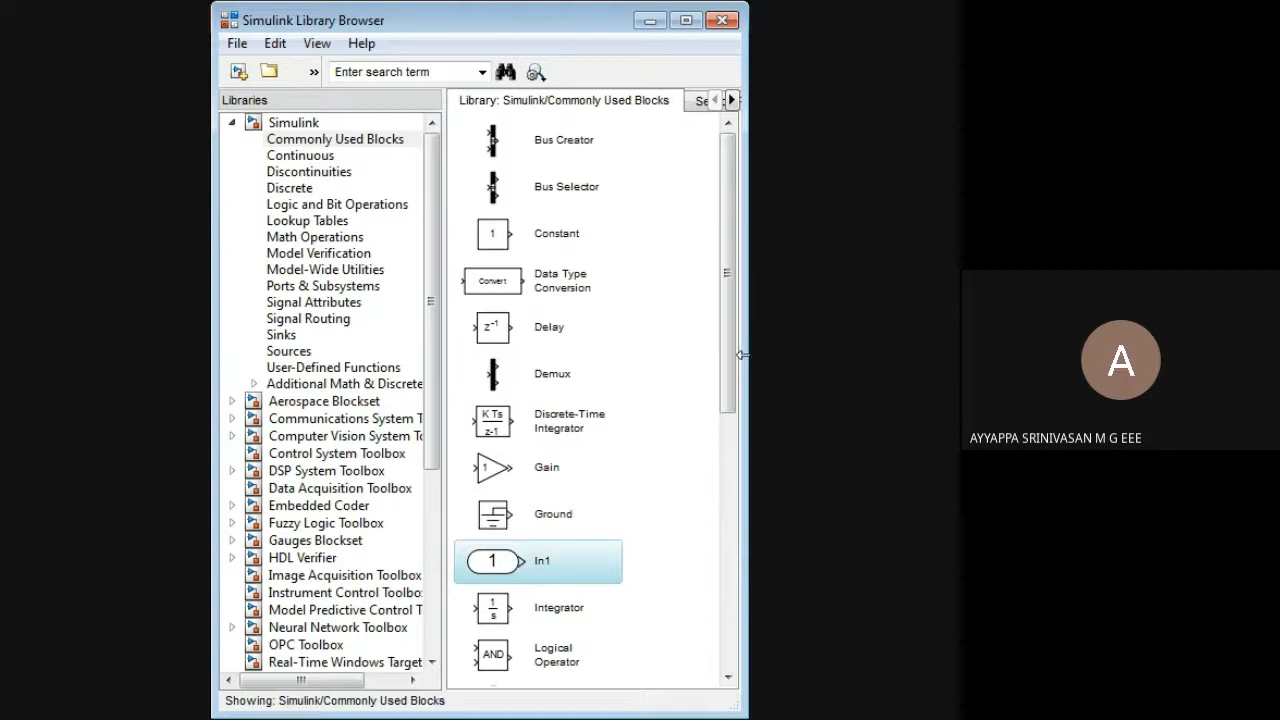 Simulink Library Browser
File Edit View Help
» Enter search term
Libraries
Simulink
Commonly Used Blocks
Continuous
Discontinuities
Discrete
Logic and Bit Operations
Lookup Tables
Math Operations
Model Verification
Model-Wide Utilities
Ports & Subsystems
Signal Attributes
Signal Routing
Sinks
Sources
User-Defined Functions
Additional Math & Discrete
Aerospace Blockset
Communications System T
Computer Vision System To
Control System Toolbox
DSP System Toolbox
Data Acquisition Toolbox
Embedded Coder
Fuzzy Logic Toolbox
Gauges Blockset
HDL Verifier
Image Acquisition Toolbox
Instrument Control Toolbo
Model Predictive Control T
Neural Network Toolbox
OPC Toolbox
Real-Time Windows Target
Library: Simulink/Commonly Used Blocks
Bus Creator
Bus Selector
1 Constant
Convert Data Type
Conversion
z-1 Delay
Demux
K Ts Discrete-Time
z-1 Integrator
1 Gain
Ground
1 In1
1 Integrator
s
AND Logical
Operator
Showing: Simulink/Commonly Used Blocks
A
AYYAPPA SRINIVASAN M G EEE